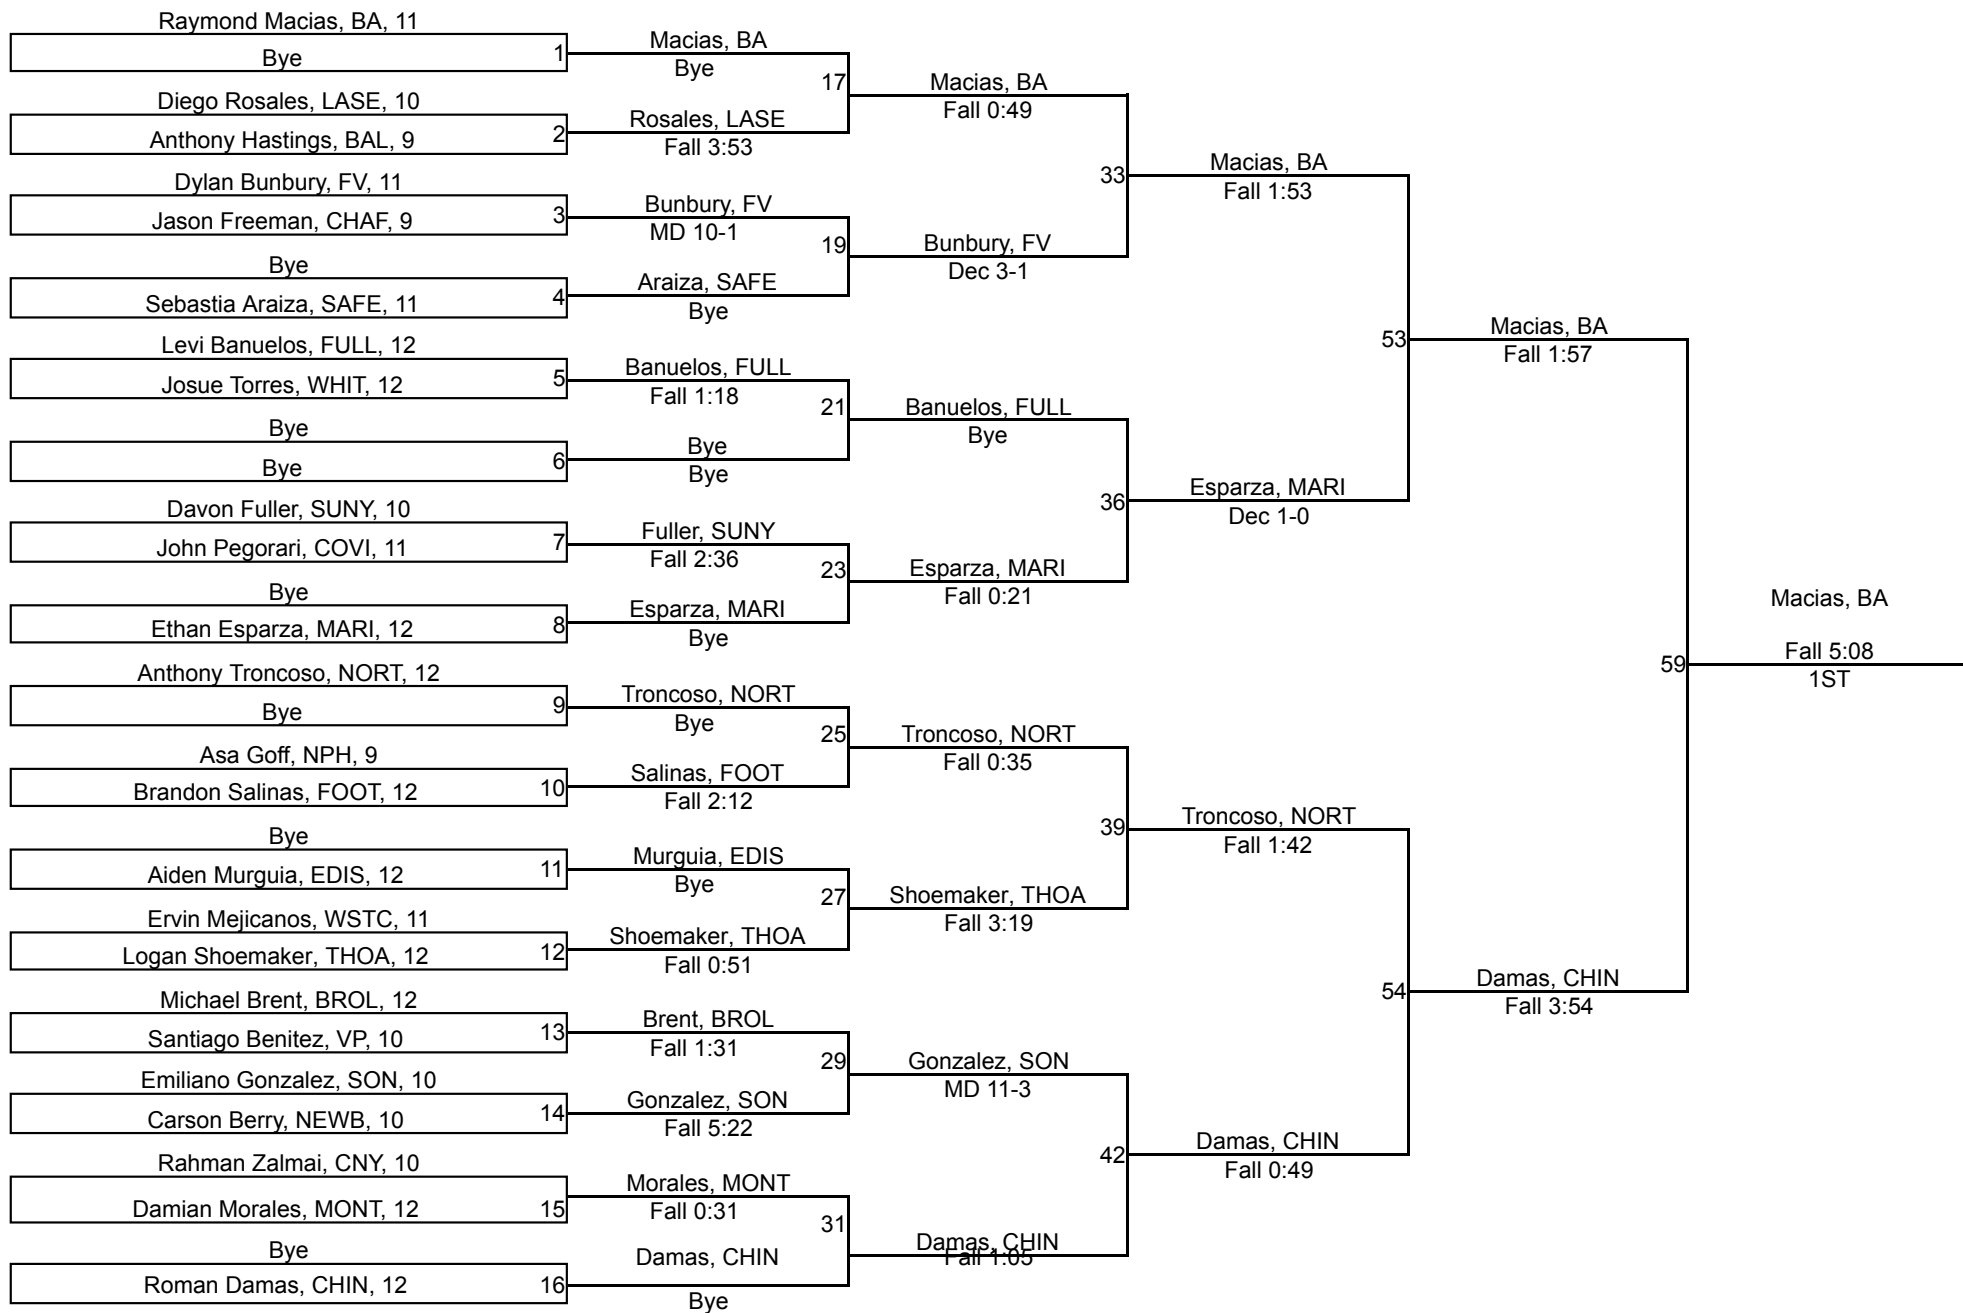 Raymond Macias, BA, 11
Bye
1
Diego Rosales, LASE, 10
Anthony Hastings, BAL, 9
2
Dylan Bunbury, FV, 11
Jason Freeman, CHAF, 9
3
Bye
Sebastia Araiza, SAFE, 11
4
Levi Banuelos, FULL, 12
Josue Torres, WHIT, 12
5
Bye
Bye
6
Davon Fuller, SUNY, 10
John Pegorari, COVI, 11
7
Bye
Ethan Esparza, MARI, 12
8
Anthony Troncoso, NORT, 12
Bye
9
Asa Goff, NPH, 9
Brandon Salinas, FOOT, 12
10
Bye
Aiden Murguia, EDIS, 12
11
Ervin Mejicanos, WSTC, 11
Logan Shoemaker, THOA, 12
12
Michael Brent, BROL, 12
Santiago Benitez, VP, 10
13
Emiliano Gonzalez, SON, 10
Carson Berry, NEWB, 10
14
Rahman Zalmai, CNY, 10
Damian Morales, MONT, 12
15
Bye
Roman Damas, CHIN, 12
16
Macias, BA
Bye
17
Rosales, LASE
Fall 3:53
Bunbury, FV
MD 10-1
19
Araiza, SAFE
Bye
Banuelos, FULL
Fall 1:18
21
Bye
Bye
Fuller, SUNY
Fall 2:36
23
Esparza, MARI
Bye
Troncoso, NORT
Bye
25
Salinas, FOOT
Fall 2:12
Murguia, EDIS
Bye
27
Shoemaker, THOA
Fall 0:51
Brent, BROL
Fall 1:31
29
Gonzalez, SON
Fall 5:22
Morales, MONT
Fall 0:31
31
Damas, CHIN
Bye
Macias, BA
Fall 0:49
33
Bunbury, FV
Dec 3-1
Banuelos, FULL
Bye
36
Esparza, MARI
Fall 0:21
Troncoso, NORT
Fall 0:35
39
Shoemaker, THOA
Fall 3:19
Gonzalez, SON
MD 11-3
42
Damas, CHIN
Fall 1:05
Macias, BA
Fall 1:53
53
Esparza, MARI
Dec 1-0
Troncoso, NORT
Fall 1:42
54
Damas, CHIN
Fall 0:49
Macias, BA
Fall 1:57
59
Damas, CHIN
Fall 3:54
Macias, BA
Fall 5:08
1ST